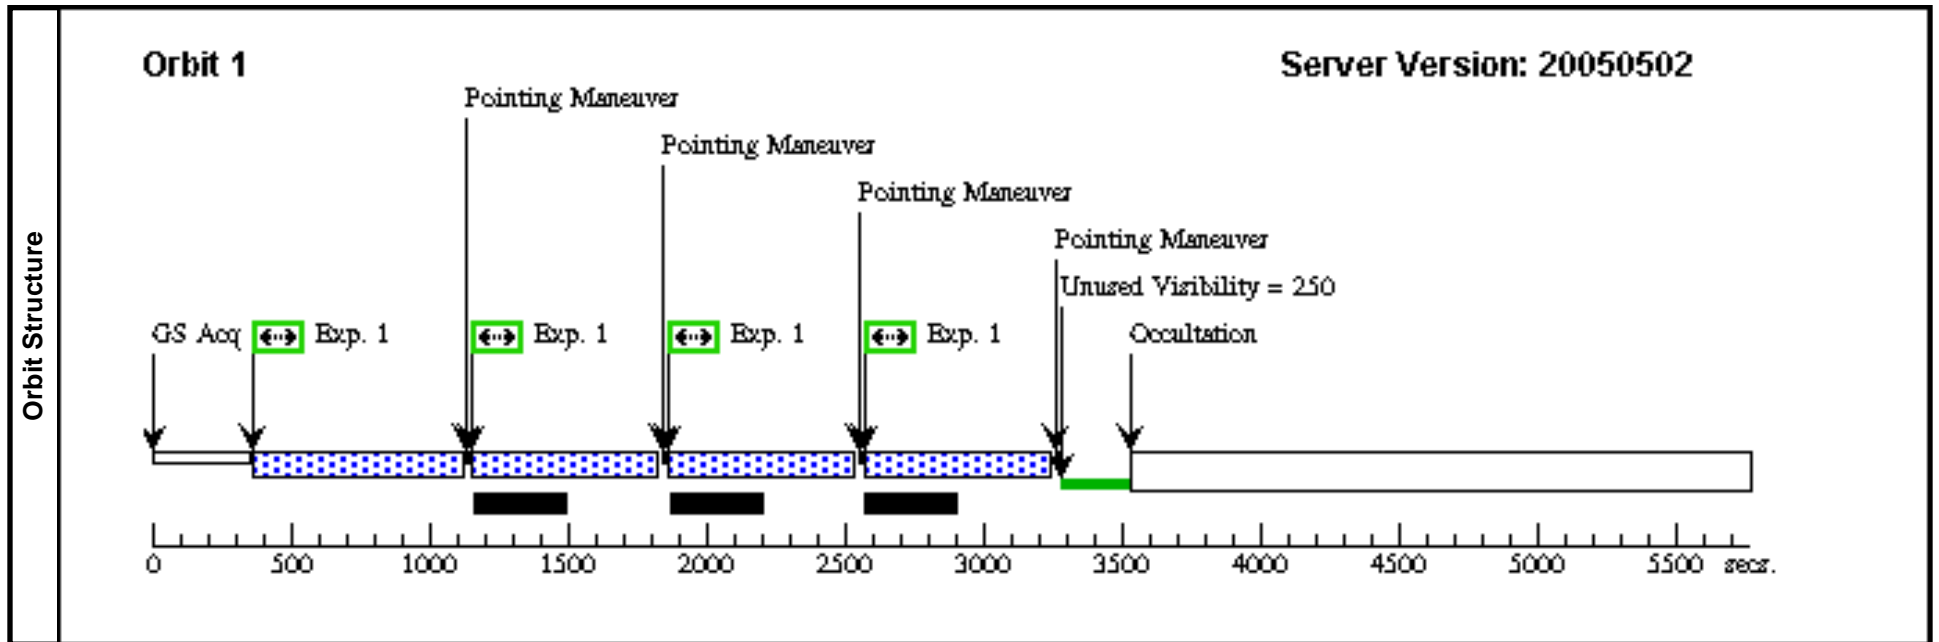 Orbit Structure
Orbit 1
Server Version: 20050502
Pointing Maneuver
Pointing Maneuver
Pointing Maneuver
Pointing Maneuver
Unused Visibility = 250
GS Acq
Exp. 1
Exp. 1
Exp. 1
Exp. 1
Occultation
0 500 1000 1500 2000 2500 3000 3500 4000 4500 5000 5500 secs.